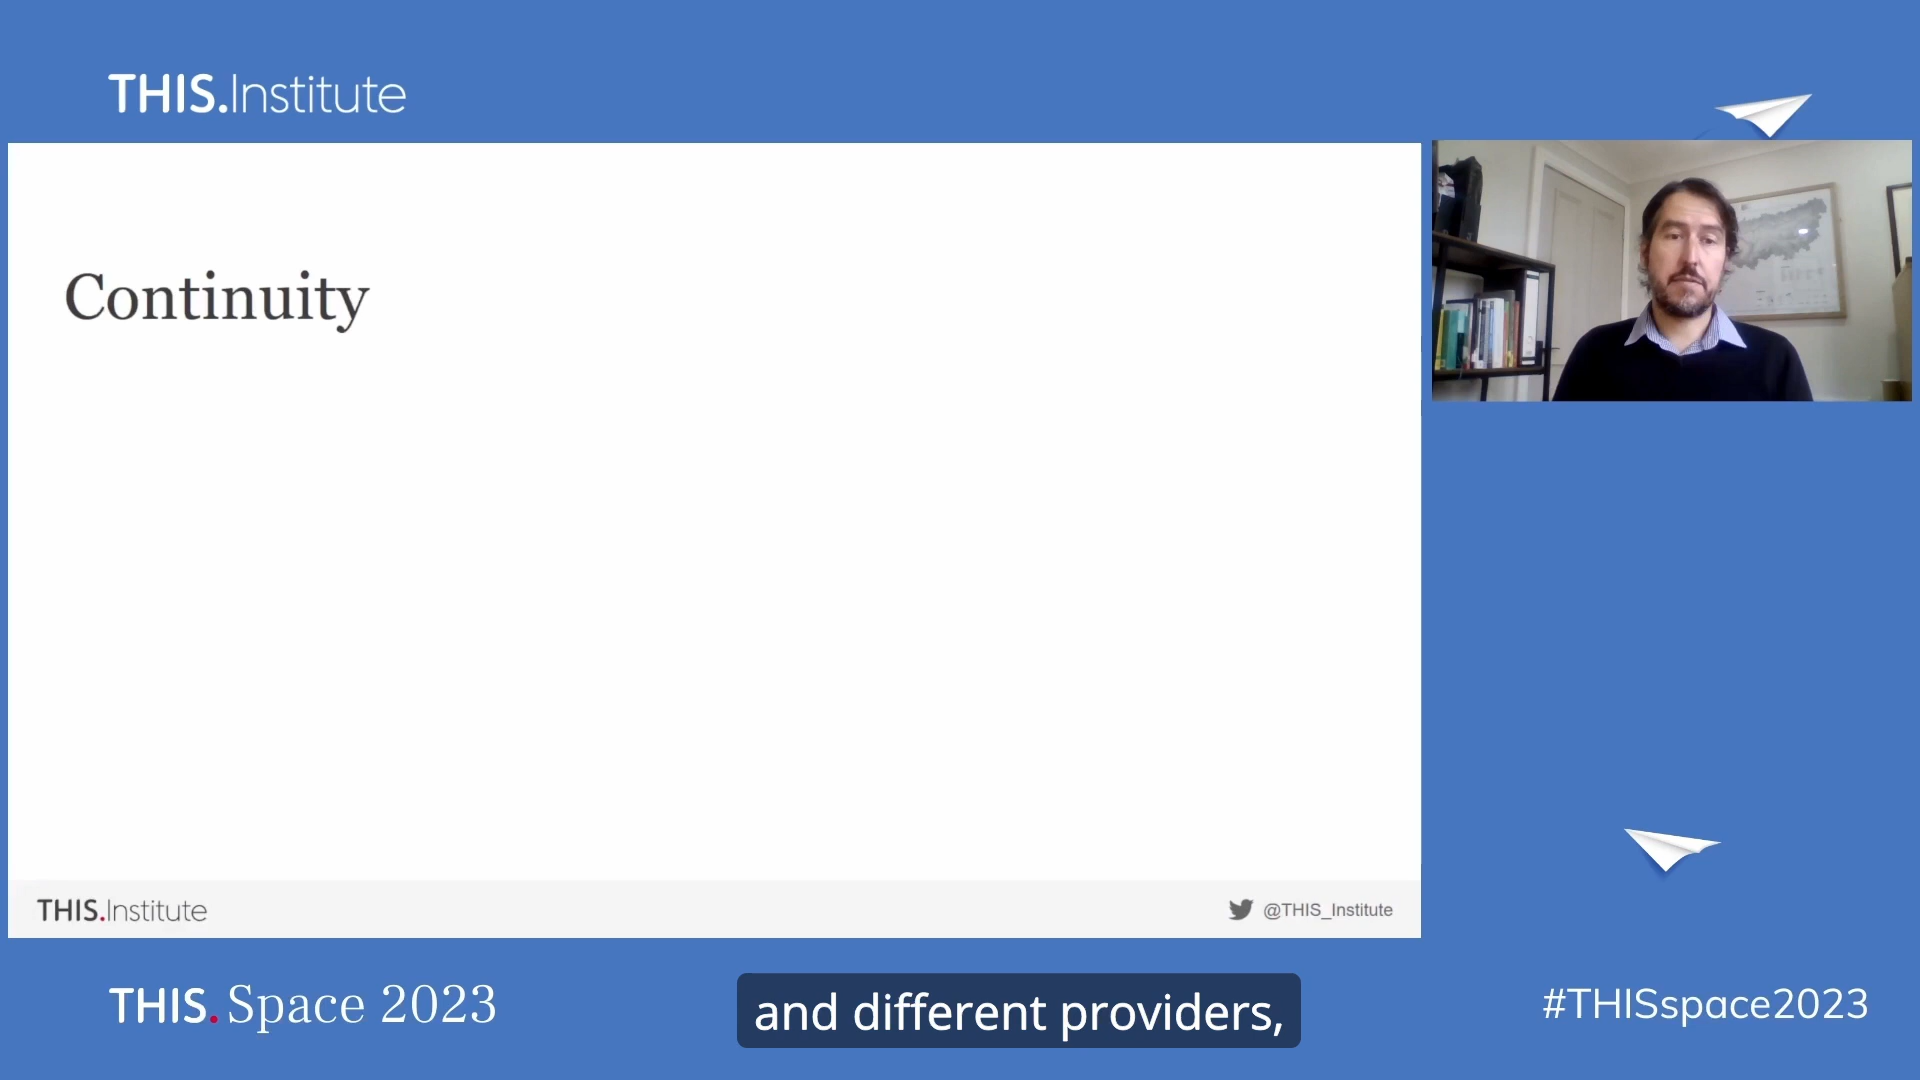 THIS.Institute
Continuity
THIS.Institute
@THIS_Institute
THIS.Space 2023
and different providers,
#THISspace2023